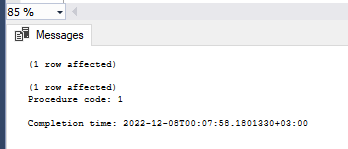 85 %
Messages
(1 row affected)
(1 row affected)
Procedure code: 1
Completion time: 2022-12-08T00:07:58.1801330+03:00